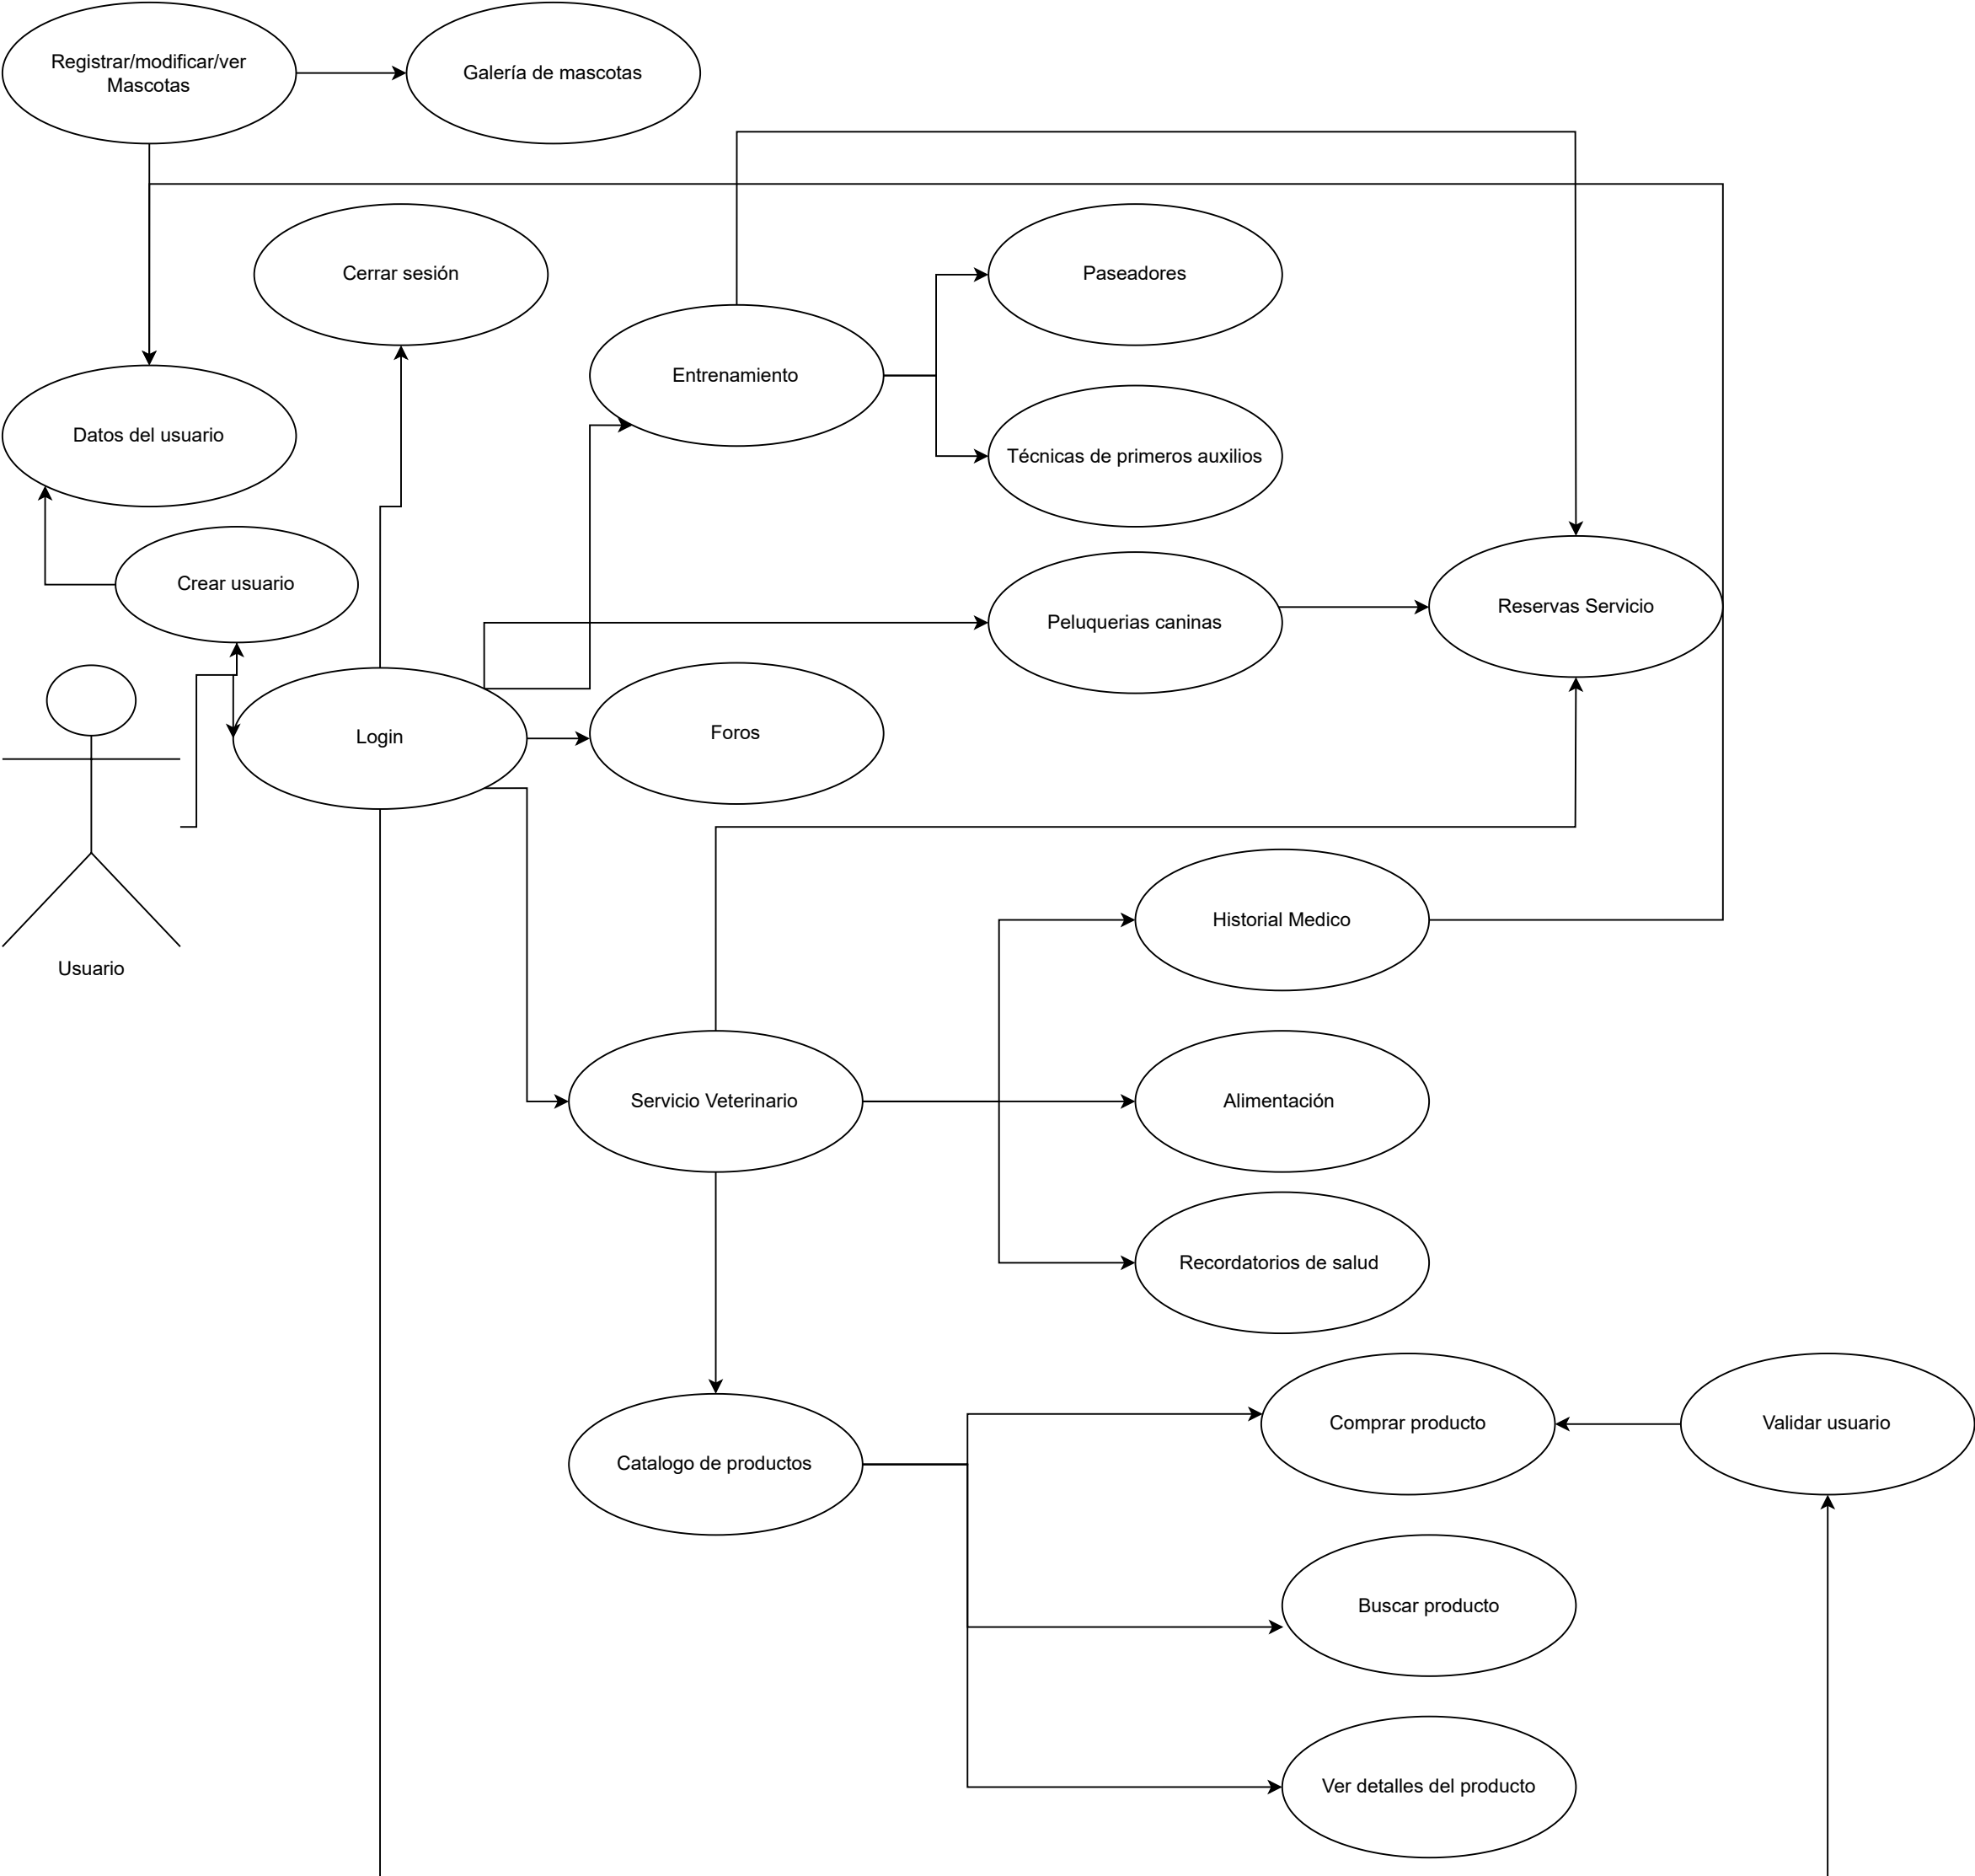 Registrar/modificar/ver
Mascotas
Galería de mascotas
Cerrar sesión
Paseadores
Entrenamiento
Datos del usuario
Técnicas de primeros auxilios
Crear usuario
Reservas Servicio
Peluquerias caninas
Login
Foros
Historial Medico
Usuario
Servicio Veterinario
Alimentación
Recordatorios de salud
Comprar producto
Validar usuario
Catalogo de productos
Buscar producto
Ver detalles del producto